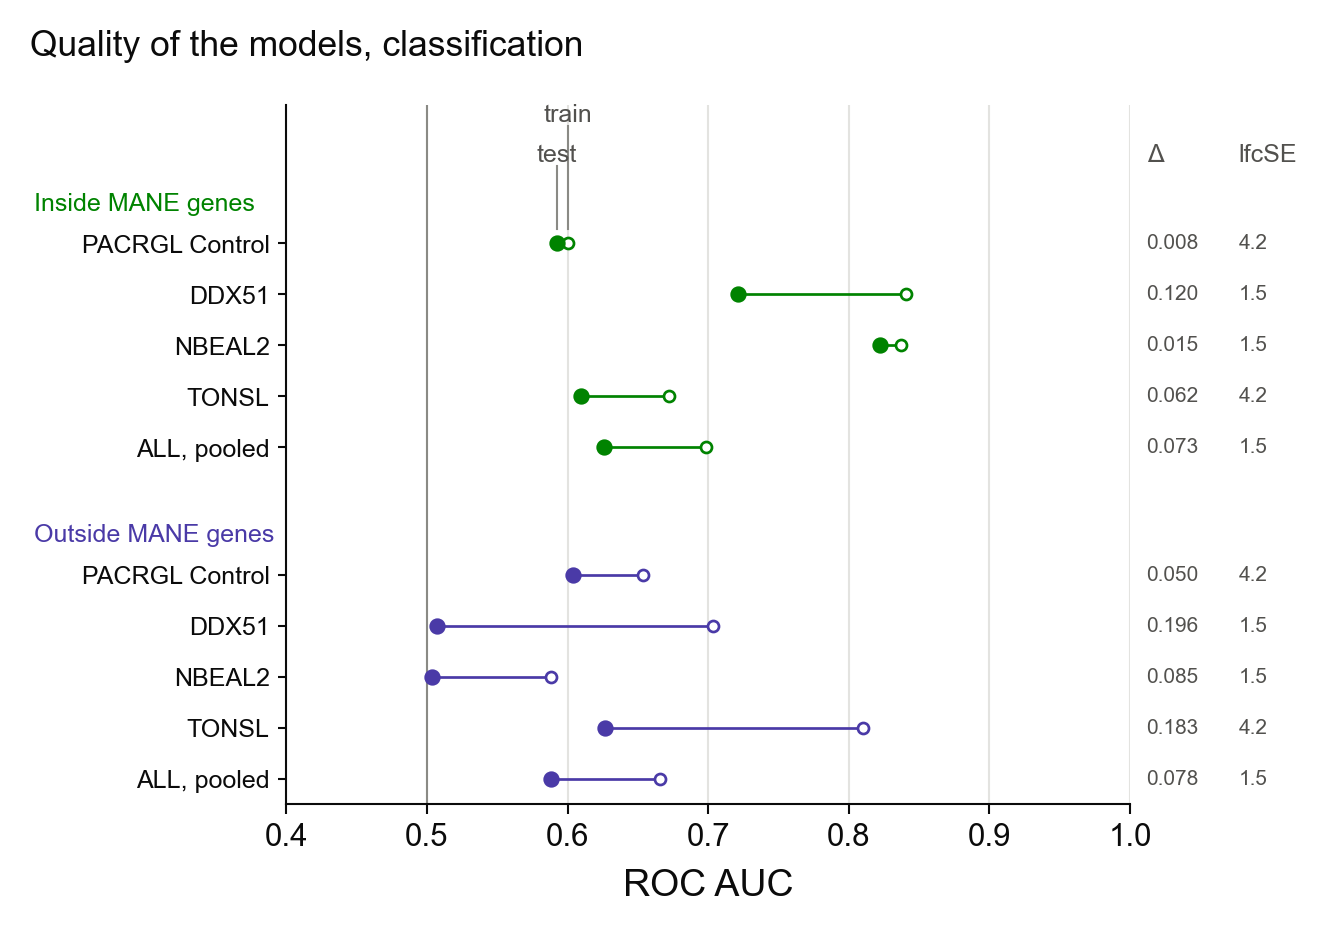 Quality of the models, classification
train
test
Δ lfcSE
Inside MANE genes
PACRGL Control 0.008 4.2
DDX51 0.120 1.5
NBEAL2 0.015 1.5
TONSL 0.062 4.2
ALL, pooled 0.073 1.5
Outside MANE genes
PACRGL Control 0.050 4.2
DDX51 0.196 1.5
NBEAL2 0.085 1.5
TONSL 0.183 4.2
ALL, pooled 0.078 1.5
0.4 0.5 0.6 0.7 0.8 0.9 1.0
ROC AUC